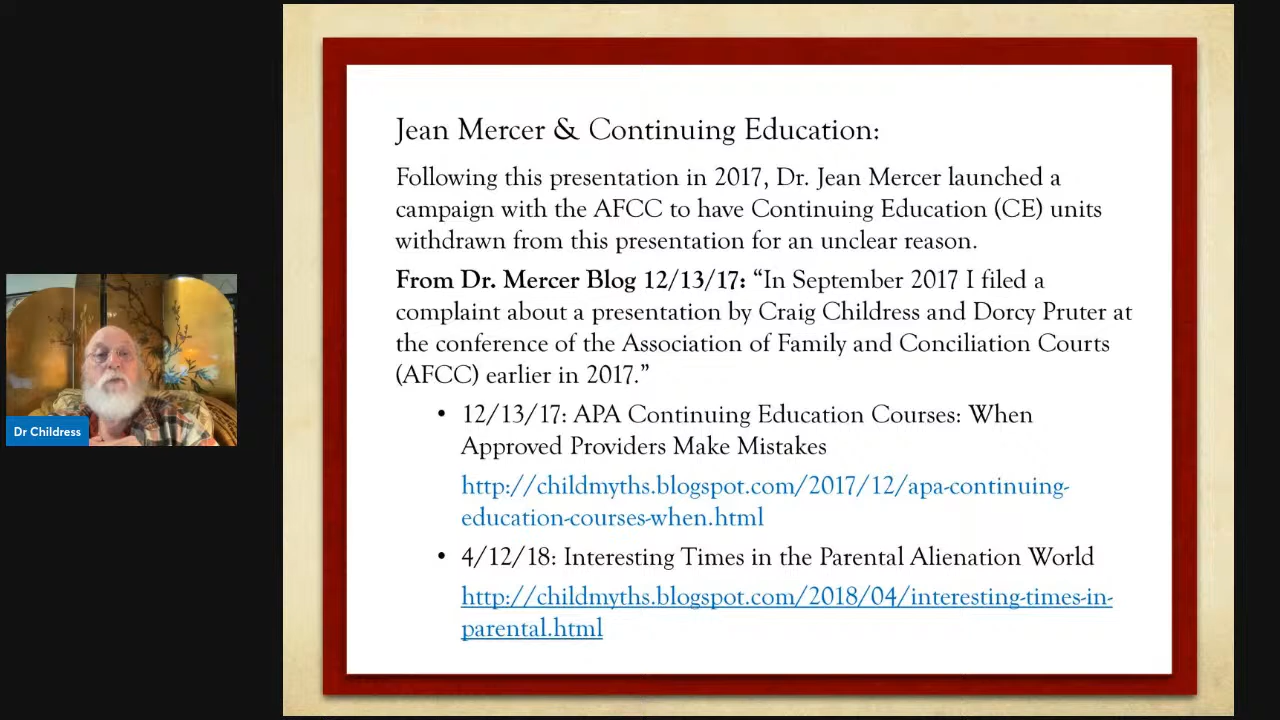 Jean Mercer & Continuing Education:
Following this presentation in 2017, Dr. Jean Mercer launched a
campaign with the AFCC to have Continuing Education (CE) units
withdrawn from this presentation for an unclear reason.
From Dr. Mercer Blog 12/13/17: “In September 2017 I filed a
complaint about a presentation by Craig Childress and Dorcy Pruter at
the conference of the Association of Family and Conciliation Courts
(AFCC) earlier in 2017.”
• 12/13/17: APA Continuing Education Courses: When
Approved Providers Make Mistakes
http://childmyths.blogspot.com/2017/12/apa-continuing-
education-courses-when.html
• 4/12/18: Interesting Times in the Parental Alienation World
http://childmyths.blogspot.com/2018/04/interesting-times-in-
parental.html
Dr Childress